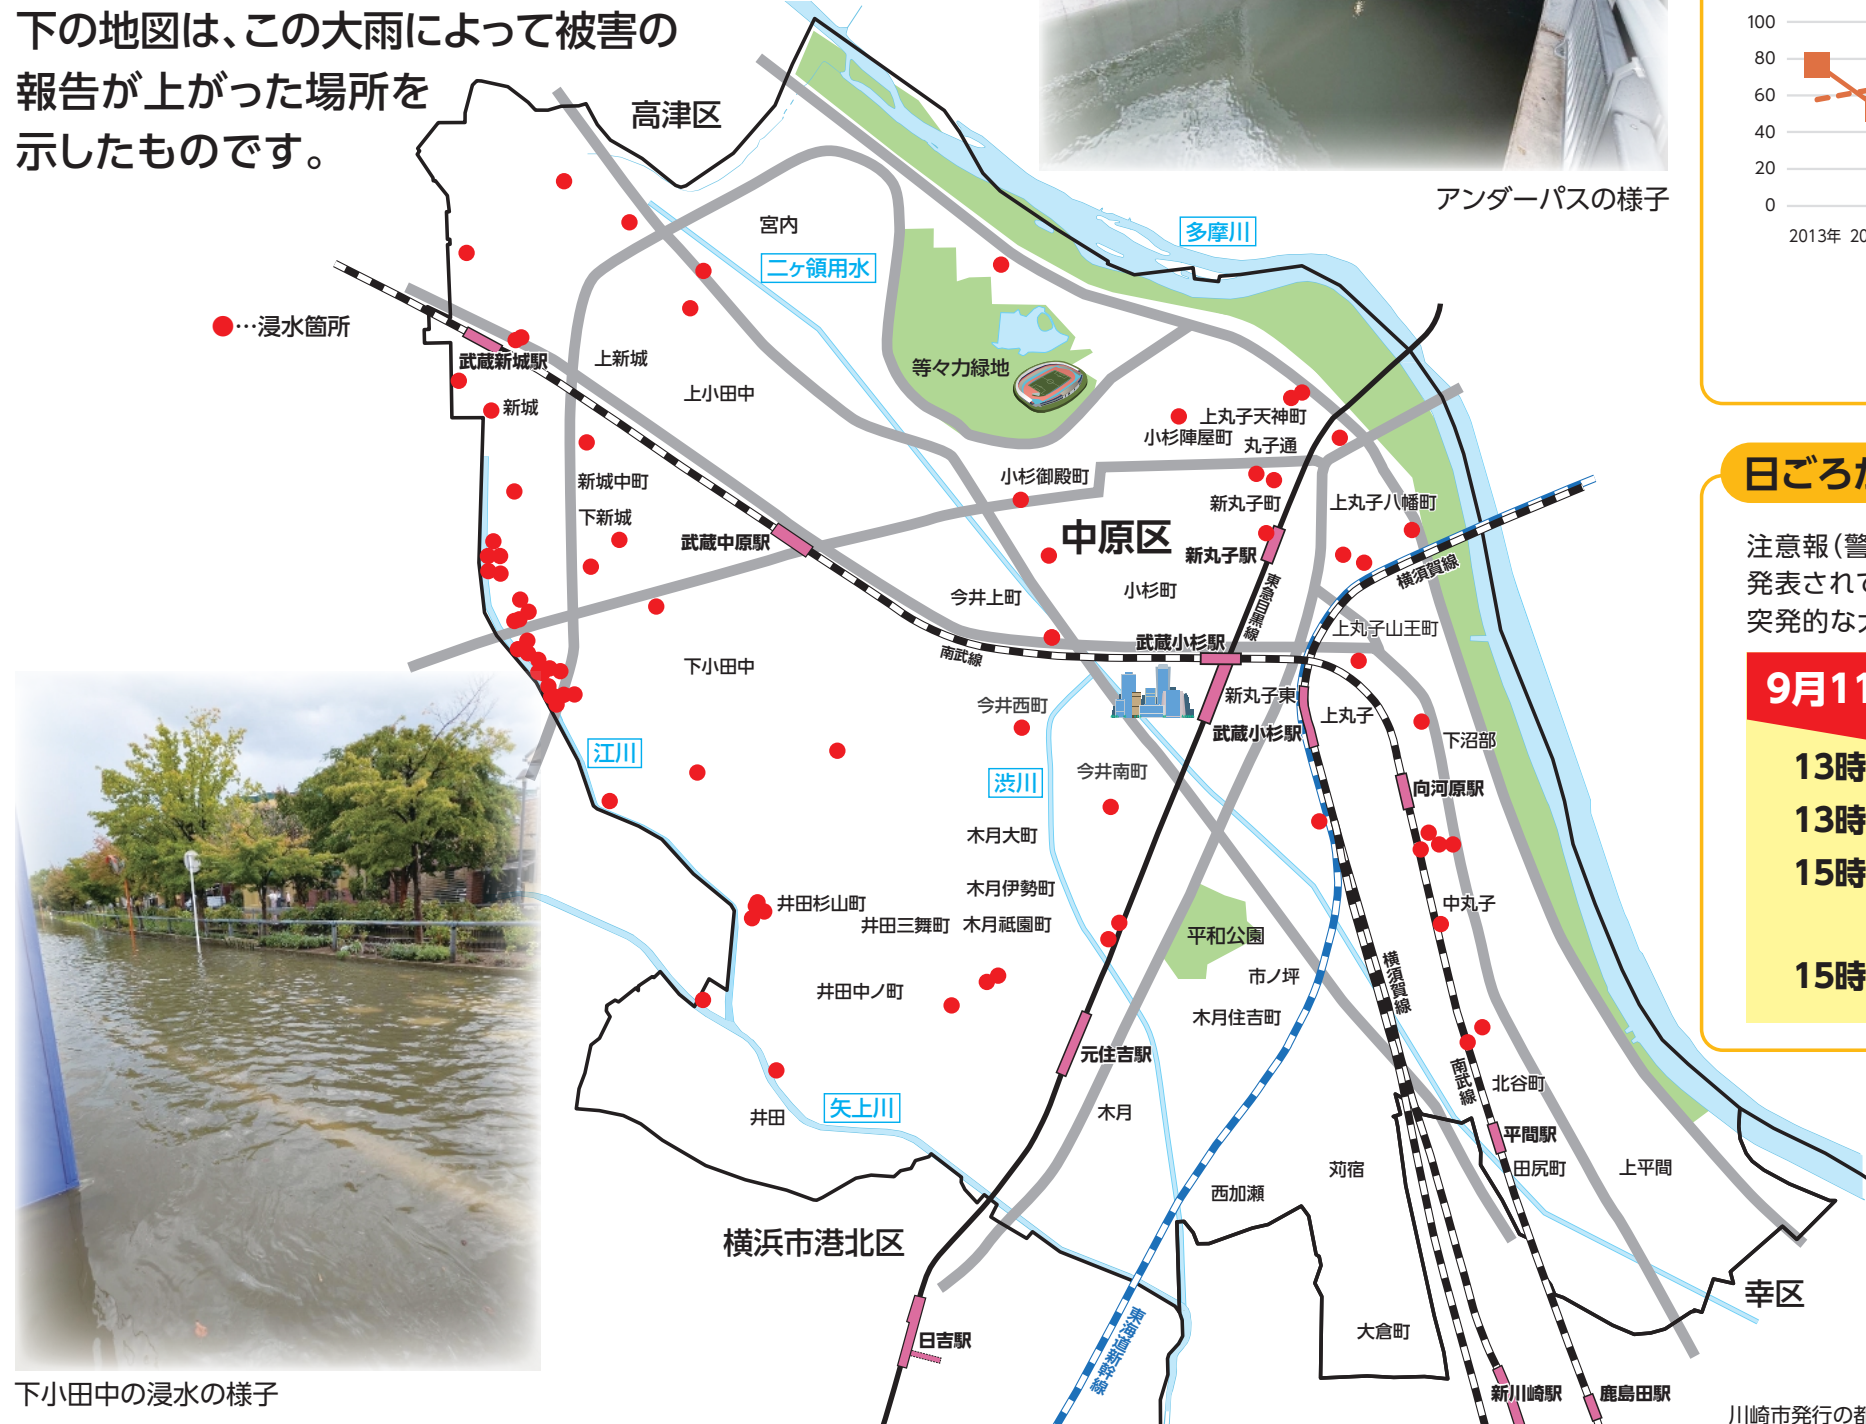 下の地図は、この大雨によって被害の
報告が上がった場所を
示したものです。
●…浸水箇所
アンダーパスの様子
下小田中の浸水の様子
高津区
宮内
多摩川
二ヶ領用水
等々力緑地
武蔵新城駅
上新城
上小田中
新城
新城中町
下新城
武蔵中原駅
小杉御殿町
小杉陣屋町
上丸子天神町
丸子通
新丸子町
上丸子八幡町
中原区
新丸子駅
東急目黒線
横須賀線
小杉町
今井上町
上丸子山王町
武蔵小杉駅
南武線
下小田中
今井西町
新丸子東
上丸子
武蔵小杉駅
下沼部
江川
渋川
今井南町
向河原駅
木月大町
木月伊勢町
井田杉山町
井田三舞町
木月祗園町
中丸子
平和公園
市ノ坪
横須賀線
井田中ノ町
木月住吉町
元住吉駅
南武線
北谷町
矢上川
井田
木月
平間駅
田尻町
上平間
苅宿
西加瀬
横浜市港北区
幸区
大倉町
日吉駅
東海道新幹線
新川崎駅
鹿島田駅
100
80
60
40
20
0
2013年 20
日ごろか
注意報(警
発表されて
突発的な大
9月11
13時
13時
15時
15時
川崎市発行の都